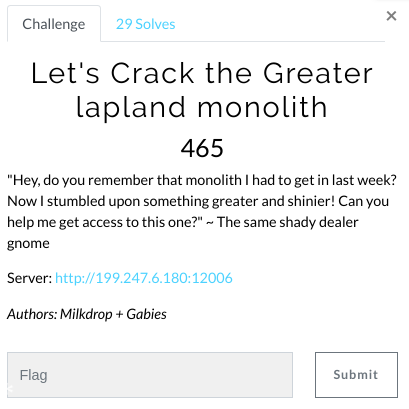 Challenge
29 Solves
×
Let's Crack the Greater
lapland monolith
465
"Hey, do you remember that monolith I had to get in last week?
Now I stumbled upon something greater and shinier! Can you
help me get access to this one?" ~ The same shady dealer
gnome
Server: http://199.247.6.180:12006
Authors: Milkdrop + Gabies
Flag
Submit